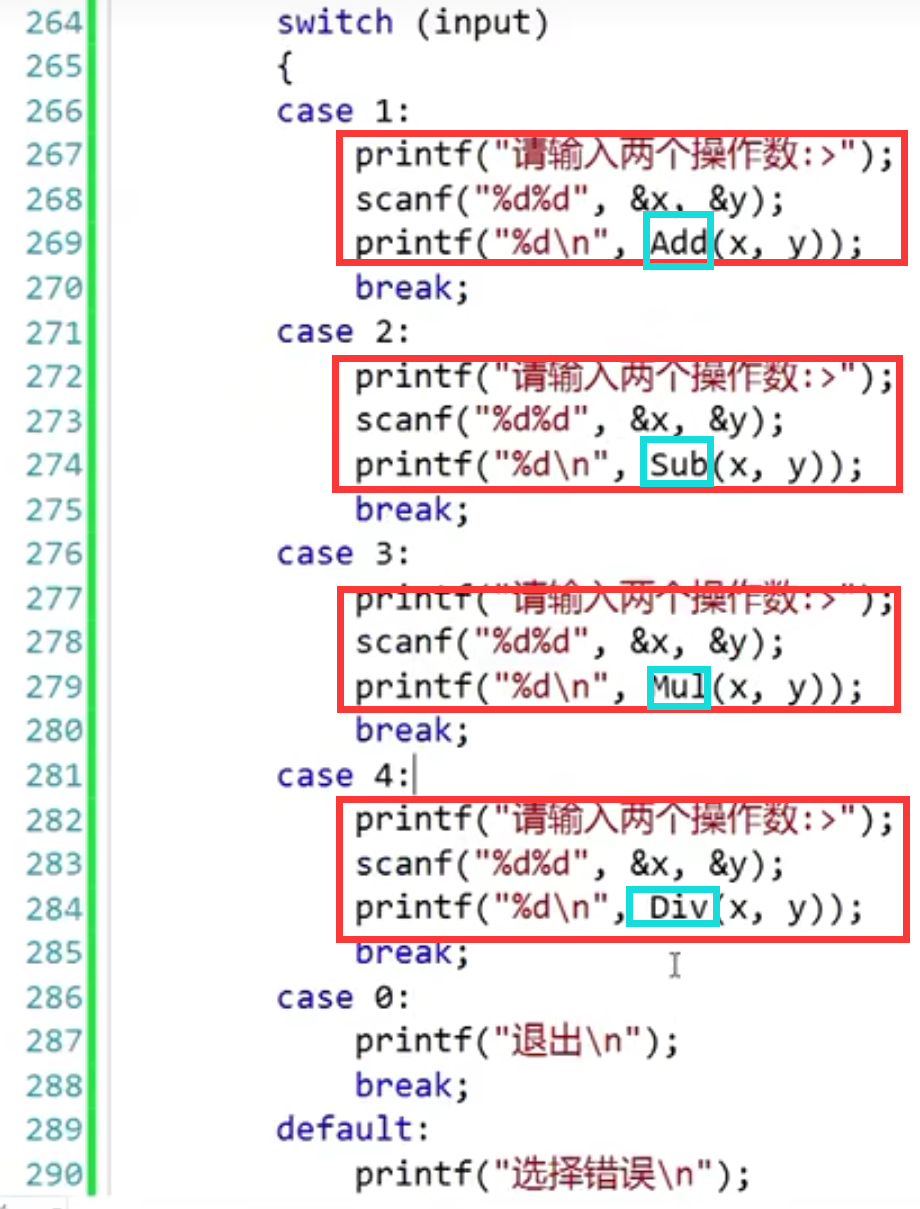 264 switch (input)
265 {
266 case 1:
267 printf("请输入两个操作数:>");
268 scanf("%d%d", &x, &y);
269 printf("%d\n", Add(x, y));
270 break;
271 case 2:
272 printf("请输入两个操作数:>");
273 scanf("%d%d", &x, &y);
274 printf("%d\n", Sub(x, y));
275 break;
276 case 3:
277 printf("请输入两个操作数:>");
278 scanf("%d%d", &x, &y);
279 printf("%d\n", Mul(x, y));
280 break;
281 case 4:
282 printf("请输入两个操作数:>");
283 scanf("%d%d", &x, &y);
284 printf("%d\n", Div(x, y));
285 break;
286 case 0:
287 printf("退出\n");
288 break;
289 default:
290 printf("选择错误\n");